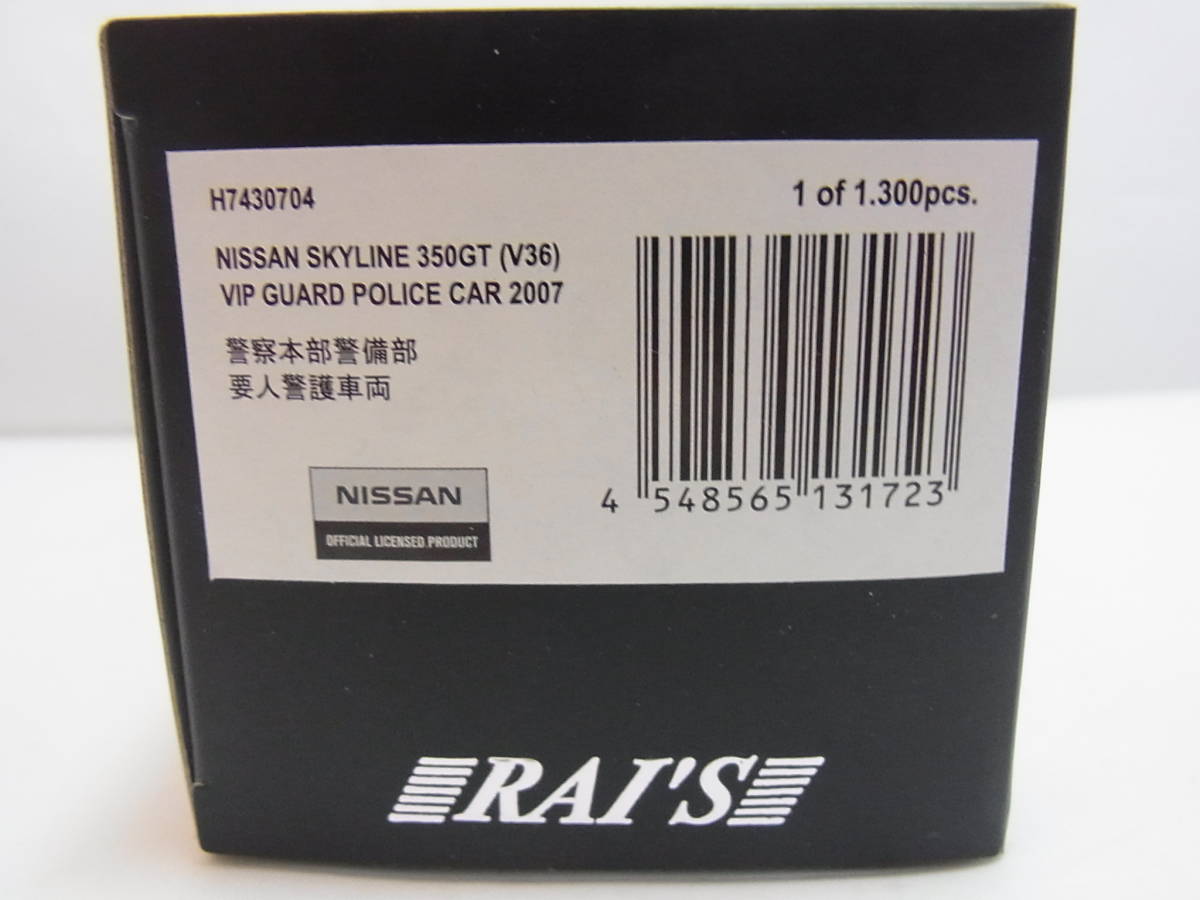 H7430704
1 of 1.300pcs.
NISSAN SKYLINE 350GT (V36)
VIP GUARD POLICE CAR 2007
警察本部警備部
要人警護車両
4 548565 131723
NISSAN
OFFICIAL LICENSED PRODUCT
RAI'S